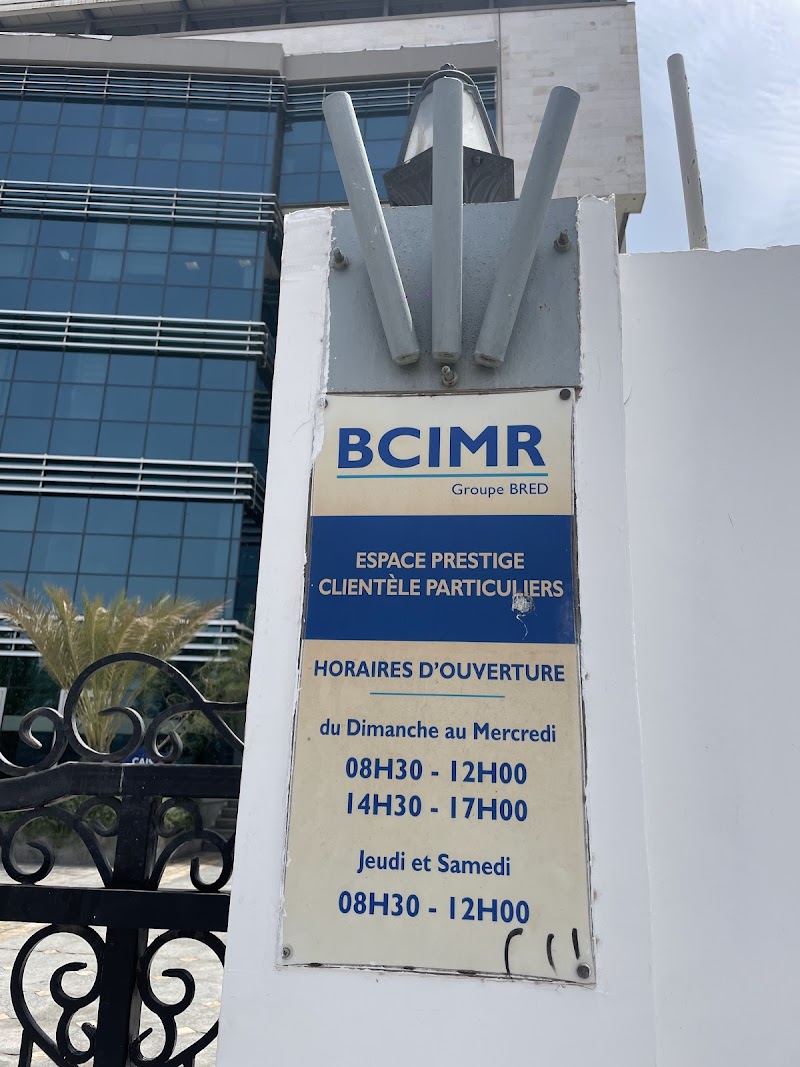 BCIMR
Groupe BRED
ESPACE PRESTIGE
CLIENTÈLE PARTICULIERS
HORAIRES D'OUVERTURE
du Dimanche au Mercredi
08H30 - 12H00
14H30 - 17H00
Jeudi et Samedi
08H30 - 12H00